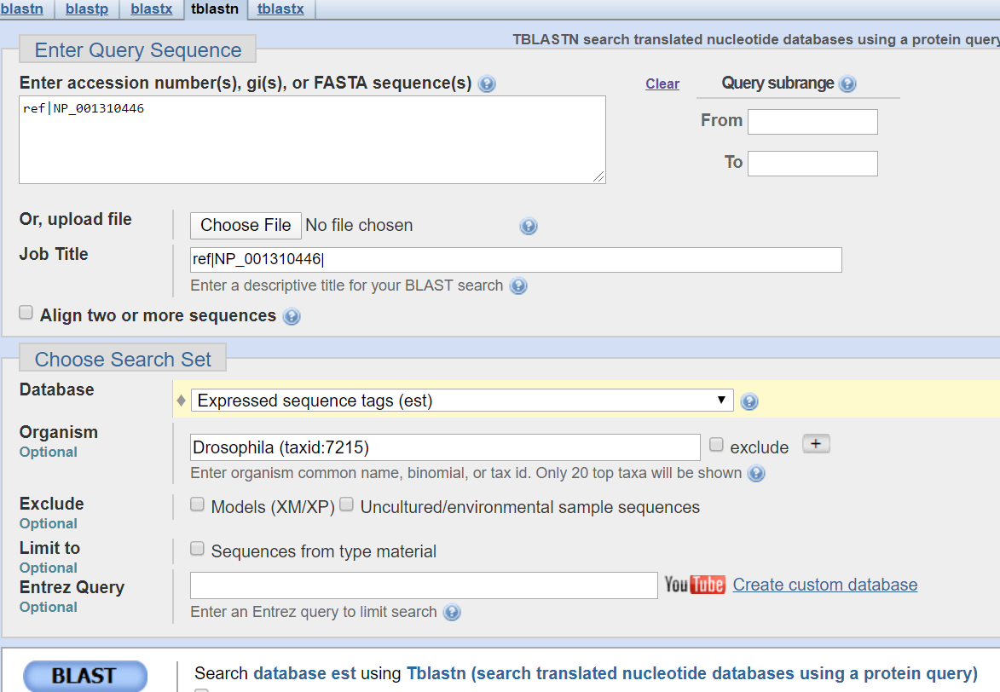 blastn blastp blastx tblastn tblastx
TBLASTN search translated nucleotide databases using a protein query
Enter Query Sequence
Enter accession number(s), gi(s), or FASTA sequence(s) ?
Clear
Query subrange ?
ref|NP_001310446
From
To
Or, upload file
Choose File No file chosen ?
Job Title
ref|NP_001310446|
Enter a descriptive title for your BLAST search ?
Align two or more sequences ?
Choose Search Set
Database
Expressed sequence tags (est) ▼ ?
Organism
Optional
Drosophila (taxid:7215)
exclude +
Enter organism common name, binomial, or tax id. Only 20 top taxa will be shown ?
Exclude
Optional
Models (XM/XP) Uncultured/environmental sample sequences
Limit to
Optional
Sequences from type material
Entrez Query
Optional
YouTube Create custom database
Enter an Entrez query to limit search ?
BLAST
Search database est using Tblastn (search translated nucleotide databases using a protein query)